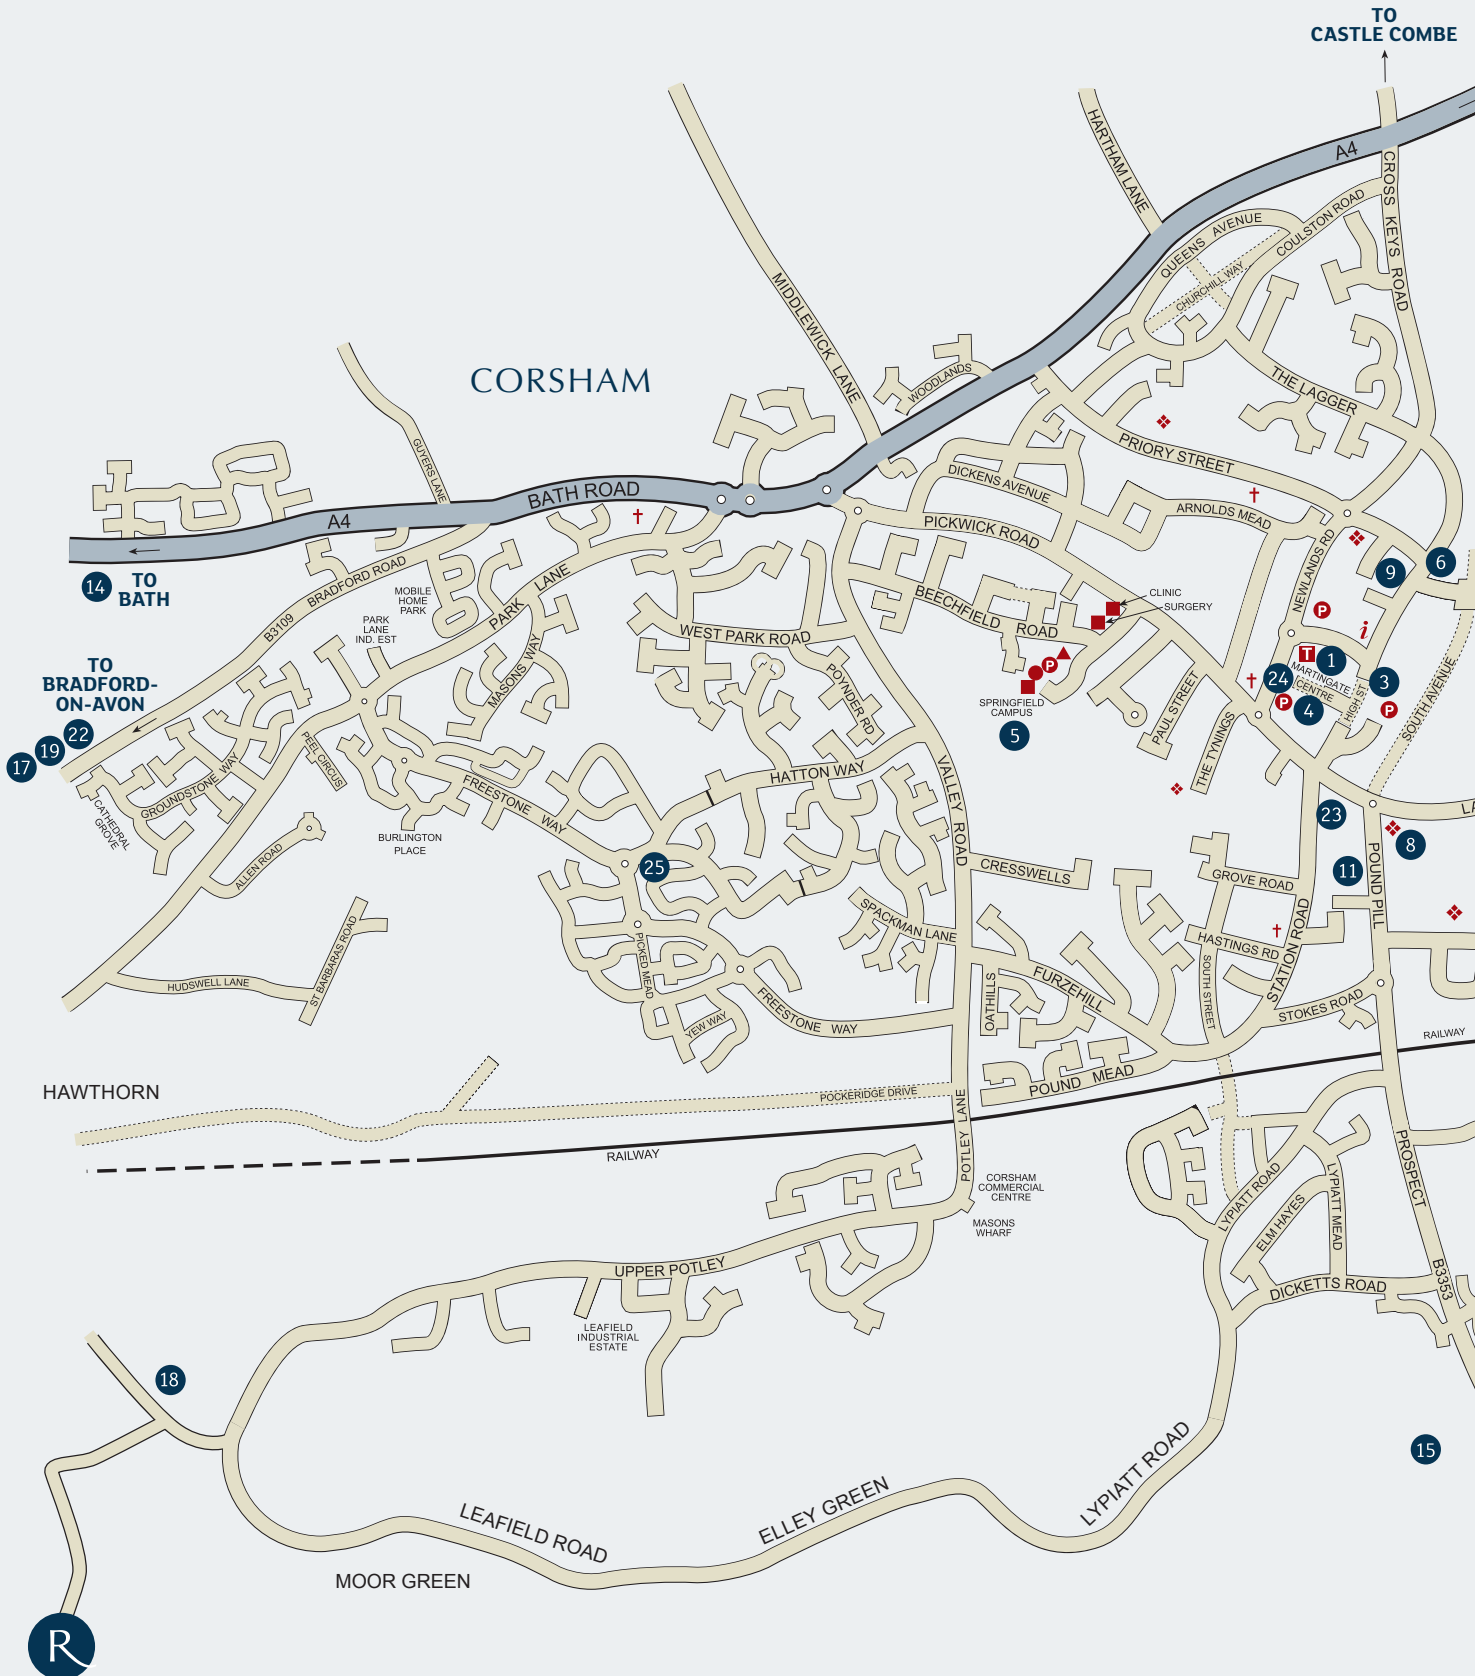 TO
CASTLE COMBE
A4
CROSS KEYS ROAD
HARTHAM LANE
QUEENS AVENUE
COULSTON ROAD
CHURCHILL WAY
MIDDLEWICK LANE
CORSHAM
WOODLANDS
THE LAGGER
PRIORY STREET
GUYERS LANE
BATH ROAD
A4
DICKENS AVENUE
PICKWICK ROAD
ARNOLDS MEAD
NEWLANDS RD
14
TO
BATH
BRADFORD ROAD
B3109
MOBILE
HOME
PARK
PARK LANE
PARK
LANE
IND. EST
MASONS WAY
WEST PARK ROAD
POYNDER RD
BEECHFIELD ROAD
CLINIC
SURGERY
P
SPRINGFIELD
CAMPUS
5
9
6
P
i
T
1
MARTINGATE
CENTRE
24
P
4
3
P
HIGH ST
SOUTH AVENUE
PAUL STREET
THE TYNINGS
TO
BRADFORD-
ON-AVON
22
19
17
PEEL CIRCUS
GROUNDSTONE WAY
CATHEDRAL
GROVE
ALLEN ROAD
BURLINGTON
PLACE
FREESTONE WAY
HATTON WAY
VALLEY ROAD
25
CRESSWELLS
SPACKMAN LANE
23
8
11
LA
POUND PILL
GROVE ROAD
HASTINGS RD
STATION ROAD
SOUTH STREET
STOKES ROAD
FURZEHILL
OATHILLS
PICKED MEAD
YEW WAY
FREESTONE WAY
HUDSWELL LANE
ST BARBARAS ROAD
RAILWAY
POUND MEAD
HAWTHORN
POCKERIDGE DRIVE
POTLEY LANE
RAILWAY
CORSHAM
COMMERCIAL
CENTRE
MASONS
WHARF
LYPIATT ROAD
ELM HAYES
LYPIATT MEAD
PROSPECT
B3353
DICKETTS ROAD
UPPER POTLEY
LEAFIELD
INDUSTRIAL
ESTATE
18
15
LYPIATT ROAD
ELLEY GREEN
LEAFIELD ROAD
MOOR GREEN
R